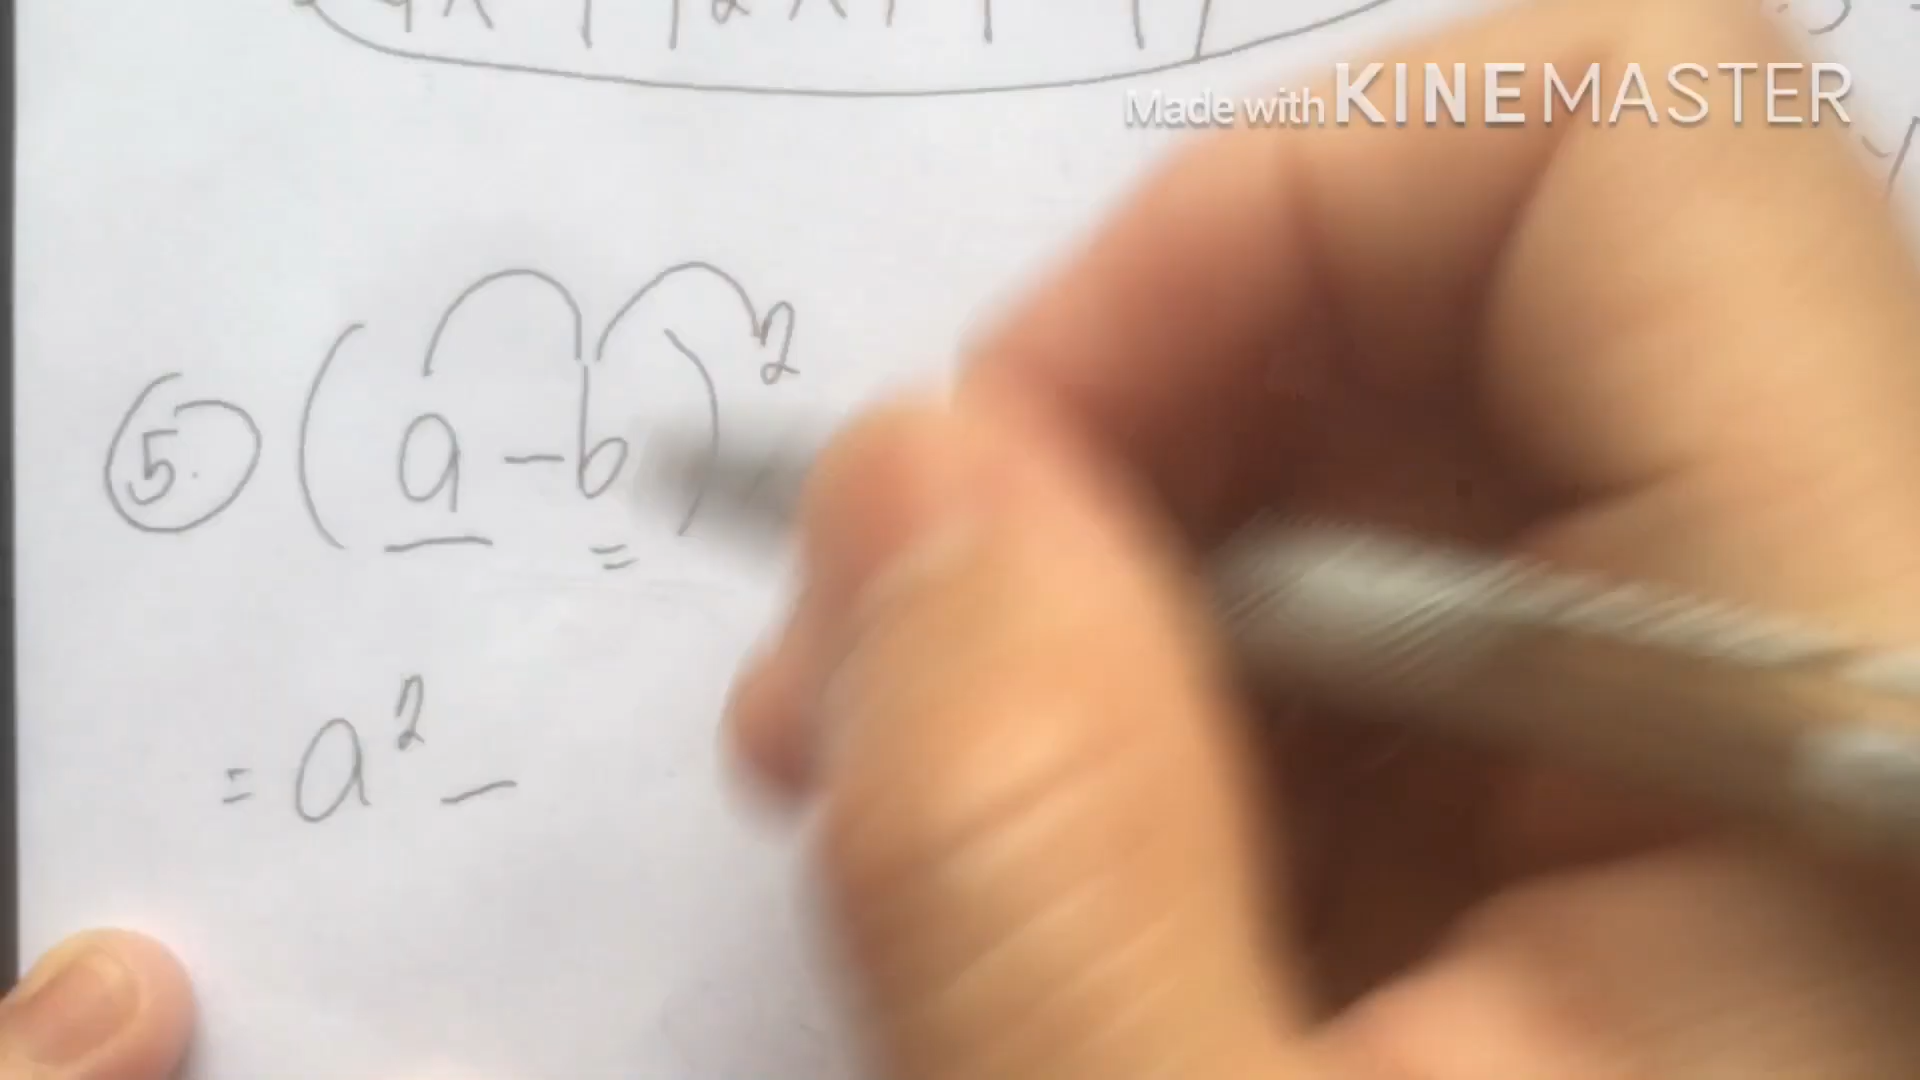 Made with KINEMASTER
5. (a - b)²
= a² -